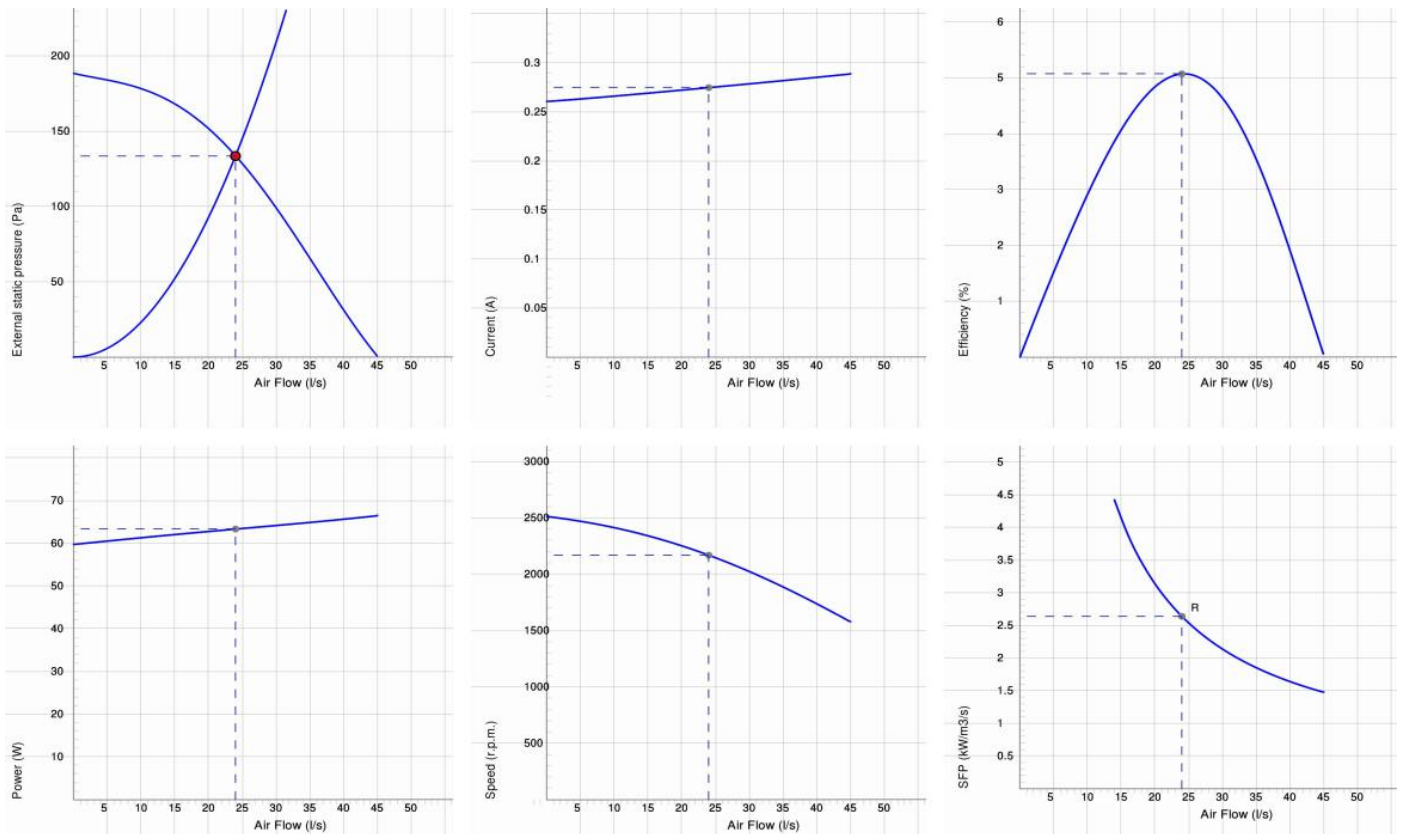 200
150
100
50
External static pressure (Pa)
5 10 15 20 25 30 35 40 45 50
Air Flow (l/s)
0.3
0.25
0.2
0.15
0.1
0.05
Current (A)
5 10 15 20 25 30 35 40 45 50
Air Flow (l/s)
6
5
4
3
2
1
Efficiency (%)
5 10 15 20 25 30 35 40 45 50
Air Flow (l/s)
70
60
50
40
30
20
10
Power (W)
5 10 15 20 25 30 35 40 45 50
Air Flow (l/s)
3000
2500
2000
1500
1000
500
Speed (r.p.m.)
5 10 15 20 25 30 35 40 45 50
Air Flow (l/s)
5
4.5
4
3.5
3
R
2.5
2
1.5
1
0.5
SFP (kW/m3/s)
5 10 15 20 25 30 35 40 45 50
Air Flow (l/s)